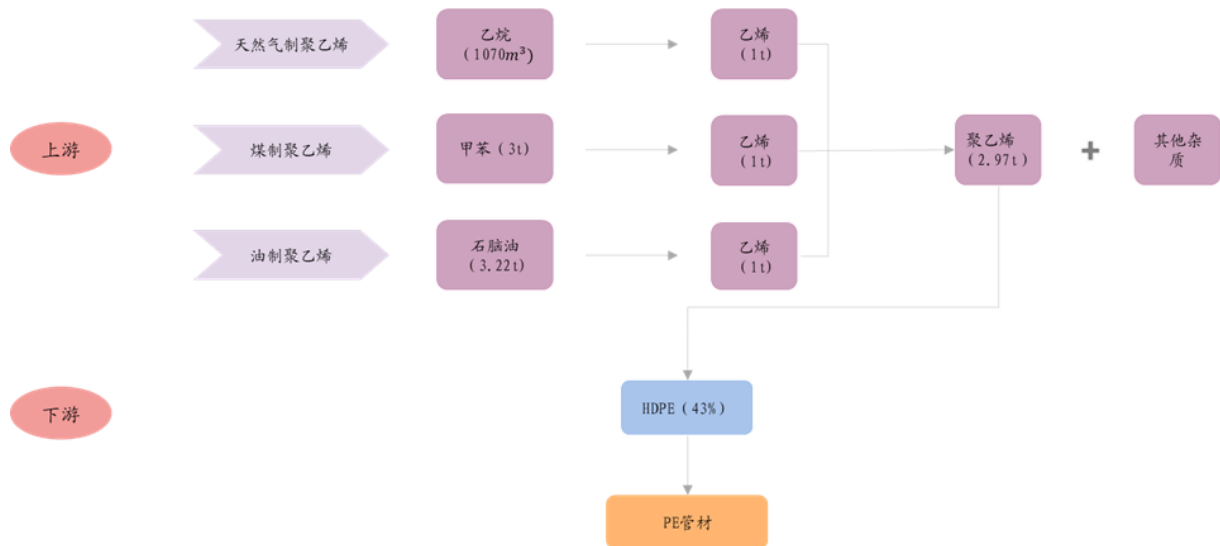 天然气制聚乙烯
乙烷
(1070m³)
乙烯
(1t)
上游
煤制聚乙烯
甲苯(3t)
乙烯
(1t)
聚乙烯
(2.97t)
+
其他杂
质
油制聚乙烯
石脑油
(3.22t)
乙烯
(1t)
下游
HDPE(43%)
PE管材